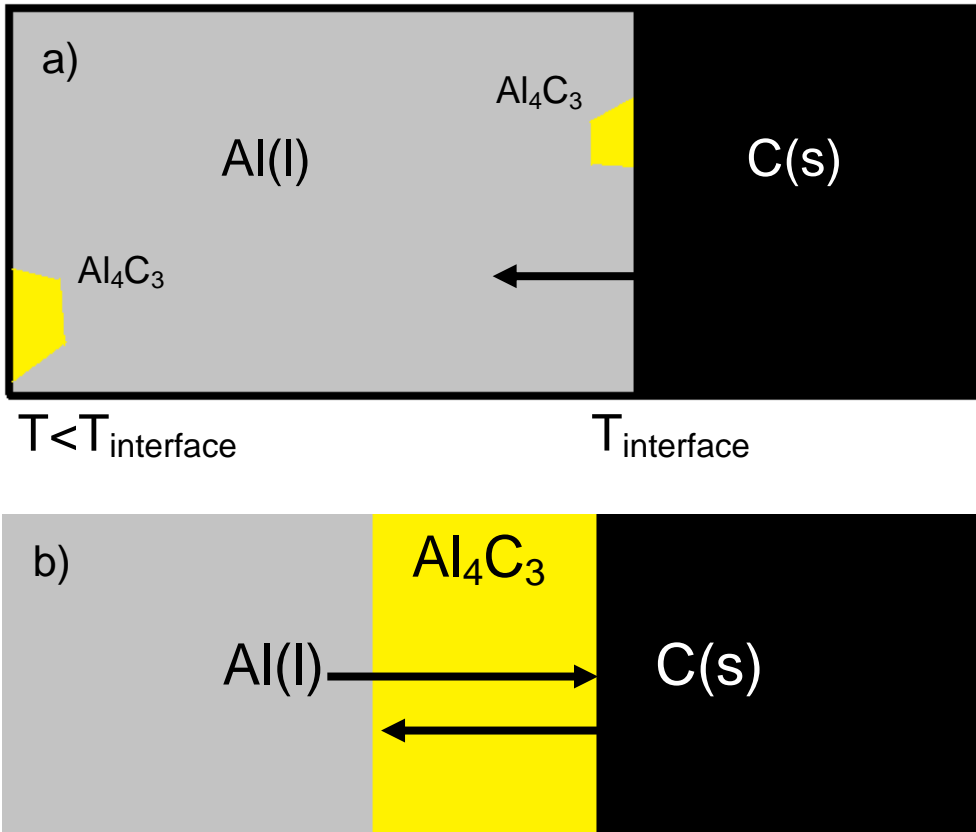 a)
Al₄C₃
Al(l)
C(s)
Al₄C₃
T<Tinterface
Tinterface
b)
Al₄C₃
Al(l)
C(s)